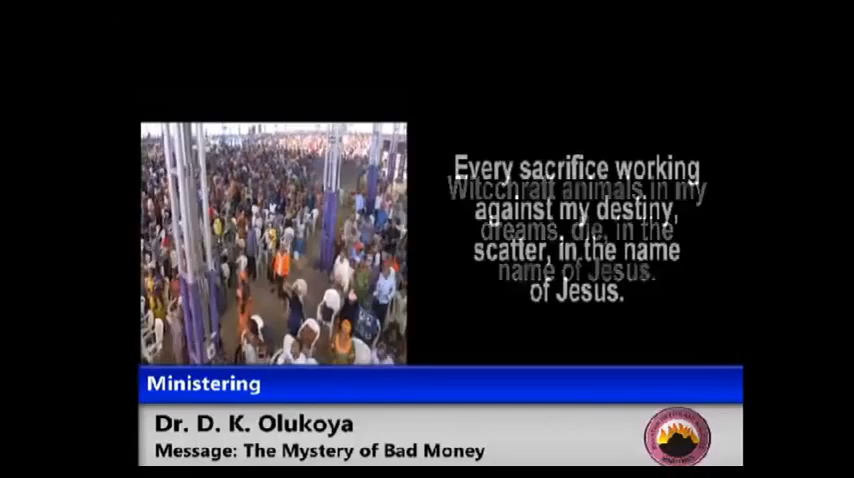 Every sacrifice working
against my destiny,
scatter, in the name
of Jesus.
Witcchraft animals in my
dreams, die, in the
name of Jesus.
Ministering
Dr. D. K. Olukoya
Message: The Mystery of Bad Money